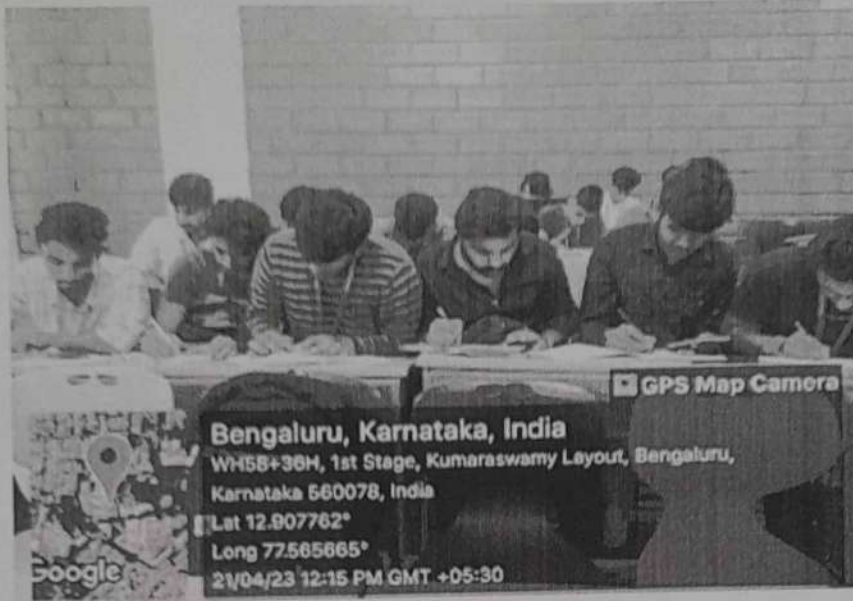 GPS Map Camera
Bengaluru, Karnataka, India
WH58+36H, 1st Stage, Kumaraswamy Layout, Bengaluru,
Karnataka 560078, India
Lat 12.907762°
Long 77.565665°
21/04/23 12:15 PM GMT +05:30
Google